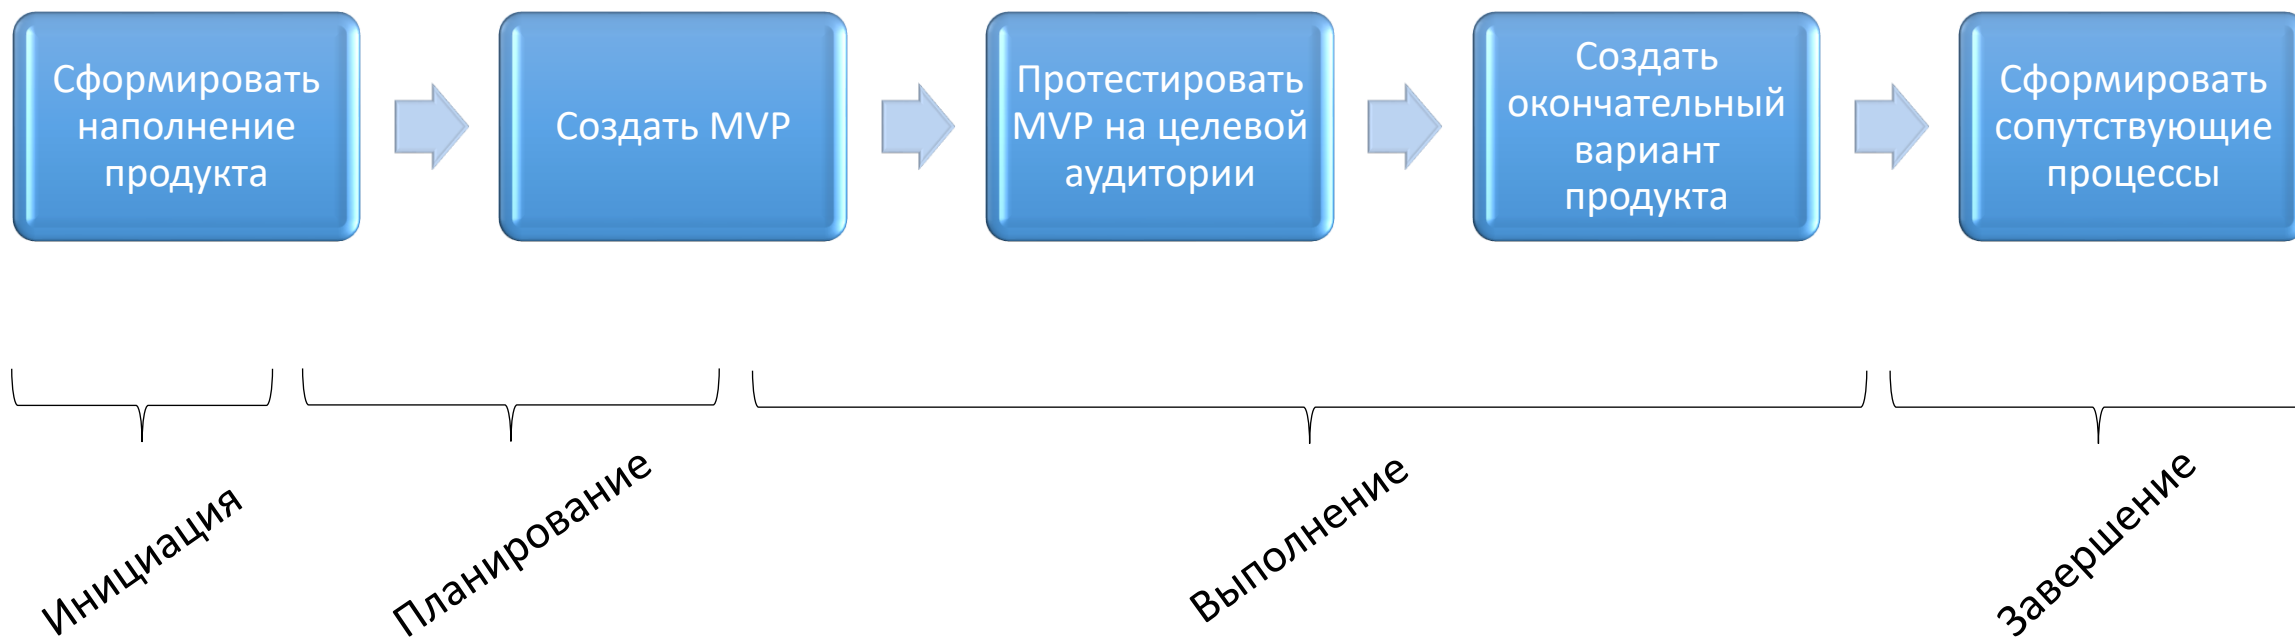 Сформировать
наполнение
продукта
Создать MVP
Протестировать
MVP на целевой
аудитории
Создать
окончательный
вариант
продукта
Сформировать
сопутствующие
процессы
Инициация
Планирование
Выполнение
Завершение